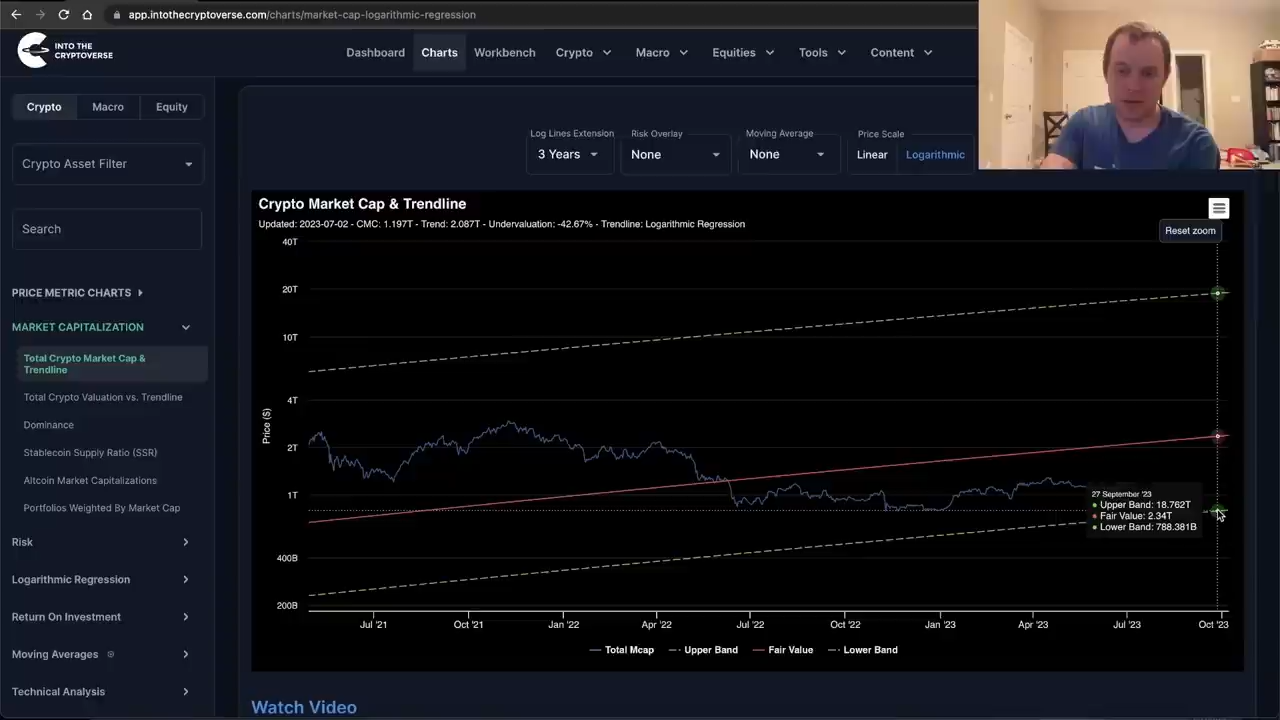 app.intothecryptoverse.com/charts/market-cap-logarithmic-regression
INTO THE
CRYPTOVERSE
Dashboard
Charts
Workbench
Crypto
Macro
Equities
Tools
Content
Crypto
Macro
Equity
Crypto Asset Filter
Search
PRICE METRIC CHARTS
MARKET CAPITALIZATION
Total Crypto Market Cap &
Trendline
Total Crypto Valuation vs. Trendline
Dominance
Stablecoin Supply Ratio (SSR)
Altcoin Market Capitalizations
Portfolios Weighted By Market Cap
Risk
Logarithmic Regression
Return On Investment
Moving Averages
Technical Analysis
Log Lines Extension
3 Years
Risk Overlay
None
Moving Average
None
Price Scale
Linear
Logarithmic
Crypto Market Cap & Trendline
Updated: 2023-07-02 - CMC: 1.197T - Trend: 2.087T - Undervaluation: -42.67% - Trendline: Logarithmic Regression
Reset zoom
40T
20T
10T
4T
2T
1T
400B
200B
Price ($)
27 September '23
Upper Band: 18.762T
Fair Value: 2.34T
Lower Band: 788.381B
Jul '21
Oct '21
Jan '22
Apr '22
Jul '22
Oct '22
Jan '23
Apr '23
Jul '23
Oct '23
Total Mcap
Upper Band
Fair Value
Lower Band
Watch Video